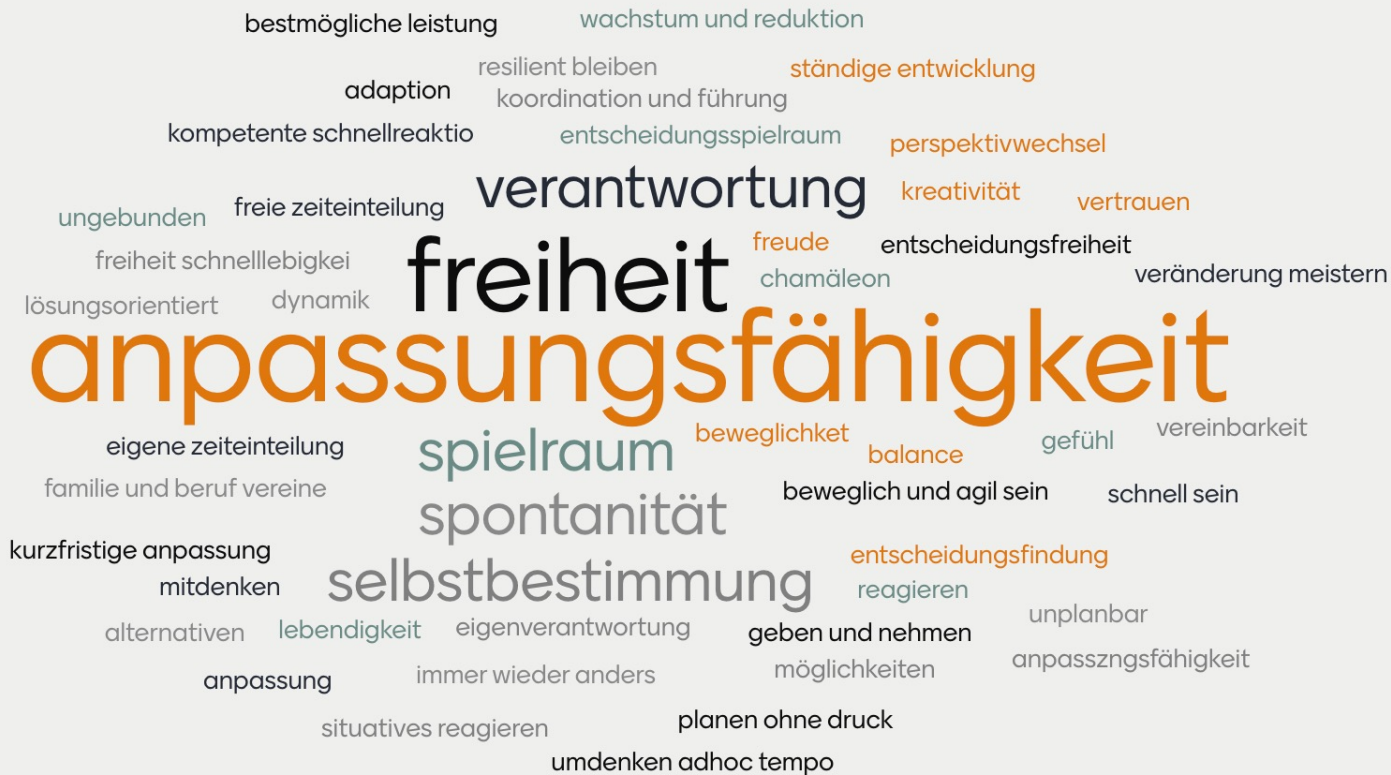 bestmögliche leistung
wachstum und reduktion
resilient bleiben
ständige entwicklung
adaption
koordination und führung
kompetente schnellreaktio
entscheidungsspielraum
perspektivwechsel
verantwortung
kreativität
vertrauen
ungebunden
freie zeiteinteilung
freude
entscheidungsfreiheit
freiheit schnelllebigkei
freiheit
chamäleon
veränderung meistern
lösungsorientiert
dynamik
anpassungsfähigkeit
eigene zeiteinteilung
spielraum
beweglichket
balance
gefühl
vereinbarkeit
familie und beruf vereine
beweglich und agil sein
schnell sein
spontanität
kurzfristige anpassung
entscheidungsfindung
mitdenken
selbstbestimmung
reagieren
unplanbar
alternativen
lebendigkeit
eigenverantwortung
geben und nehmen
anpasszngsfähigkeit
anpassung
immer wieder anders
möglichkeiten
situatives reagieren
planen ohne druck
umdenken adhoc tempo